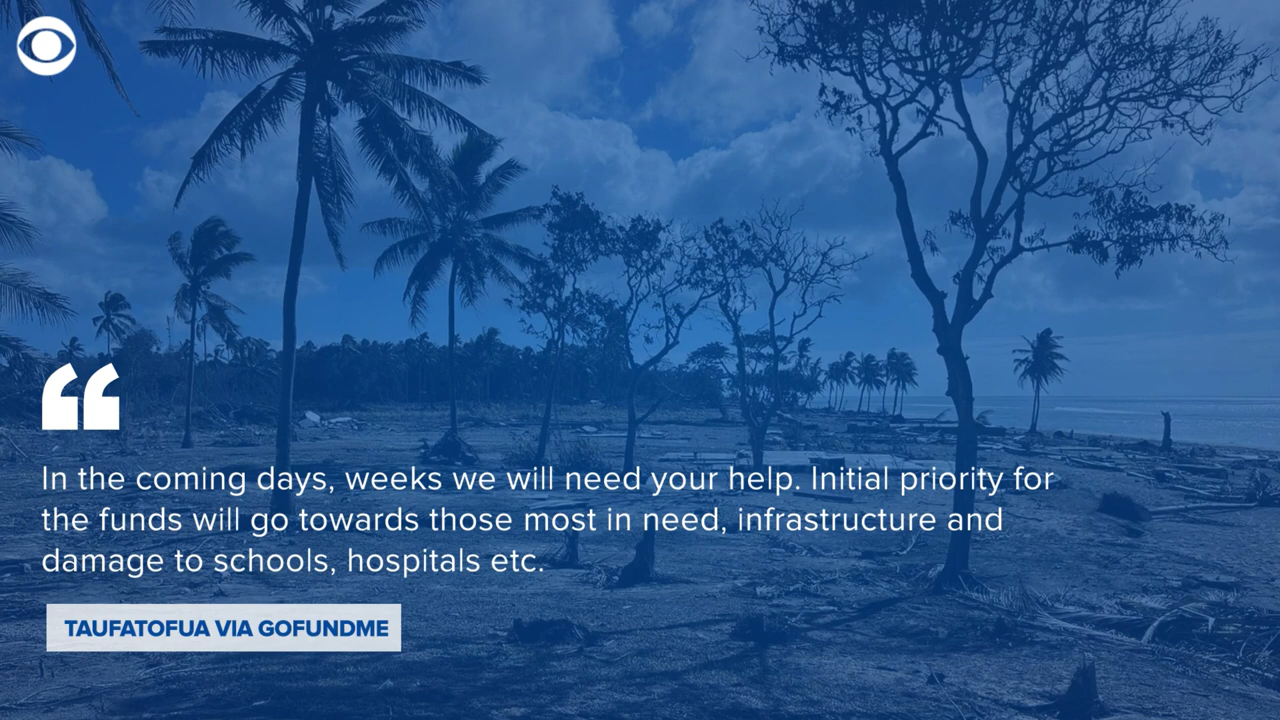 “
In the coming days, weeks we will need your help. Initial priority for
the funds will go towards those most in need, infrastructure and
damage to schools, hospitals etc.
TAUFATOFUA VIA GOFUNDME